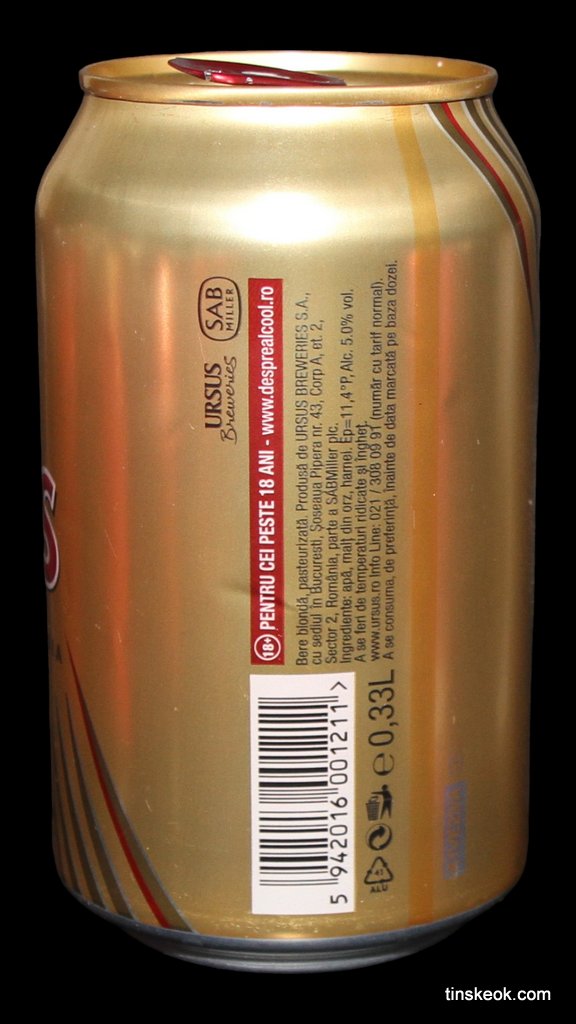 S
URSUS
Breweries
SAB
MILLER
18+ PENTRU CEI PESTE 18 ANI - www.desprealcool.ro
Bere blondă, pasteurizată. Produsă de URSUS BREWERIES S.A.,
cu sediul în Bucuresti, Șoseaua Pipera nr. 43, Corp A, et. 2,
Sector 2, România, parte a SABMiller plc.
Ingrediente: apă, malț din orz, hamei. Ep=11,4°P, Alc. 5.0% vol.
A se feri de temperaturi ridicate și îngheț.
www.ursus.ro Info Line: 021 / 308 09 91 (număr cu tarif normal).
A se consuma, de preferință, înainte de data marcată pe baza dozei.
5 942016 001211 >
41
ALU
e 0,33L
tinskeok.com